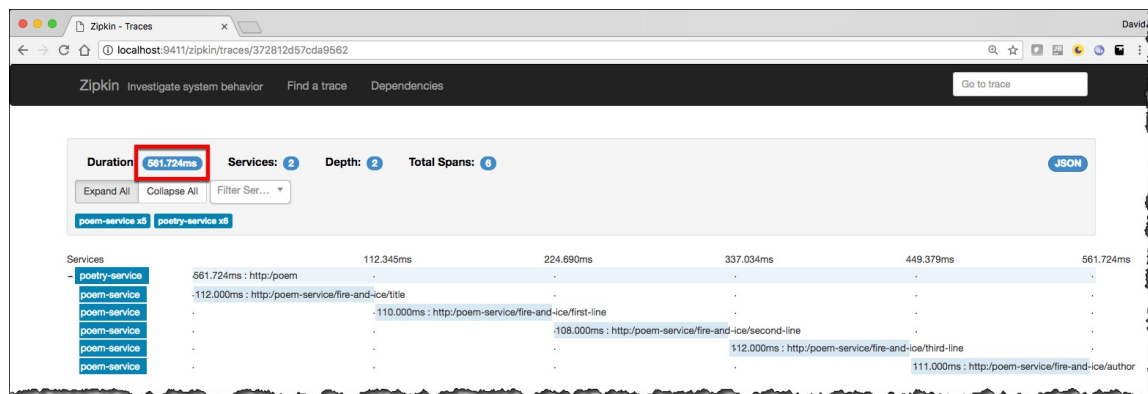 Zipkin - Traces
David
localhost:9411/zipkin/traces/372812d57cda9562
Zipkin Investigate system behavior Find a trace Dependencies Go to trace
Duration: 561.724ms Services: 2 Depth: 2 Total Spans: 6 JSON
Expand All Collapse All Filter Ser...
poem-service x5 poetry-service x6
Services 112.345ms 224.690ms 337.034ms 449.379ms 561.724ms
- poetry-service 561.724ms : http:/poem
poem-service 112.000ms : http:/poem-service/fire-and-ice/title
poem-service 110.000ms : http:/poem-service/fire-and-ice/first-line
poem-service 108.000ms : http:/poem-service/fire-and-ice/second-line
poem-service 112.000ms : http:/poem-service/fire-and-ice/third-line
poem-service 111.000ms : http:/poem-service/fire-and-ice/author